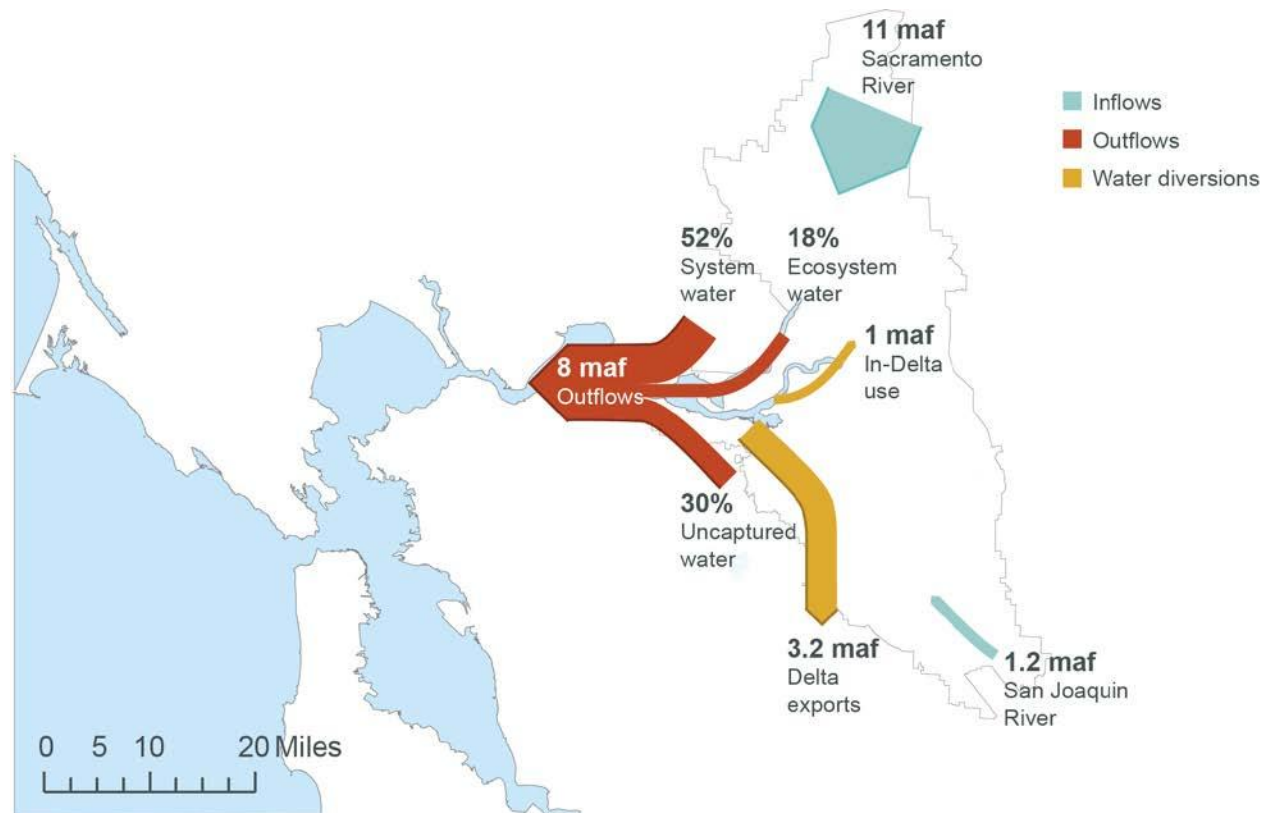 11 maf
Sacramento
River
Inflows
Outflows
Water diversions
52%
System
water
18%
Ecosystem
water
1 maf
In-Delta
use
8 maf
Outflows
30%
Uncaptured
water
3.2 maf
Delta
exports
1.2 maf
San Joaquin
River
0 5 10 20 Miles